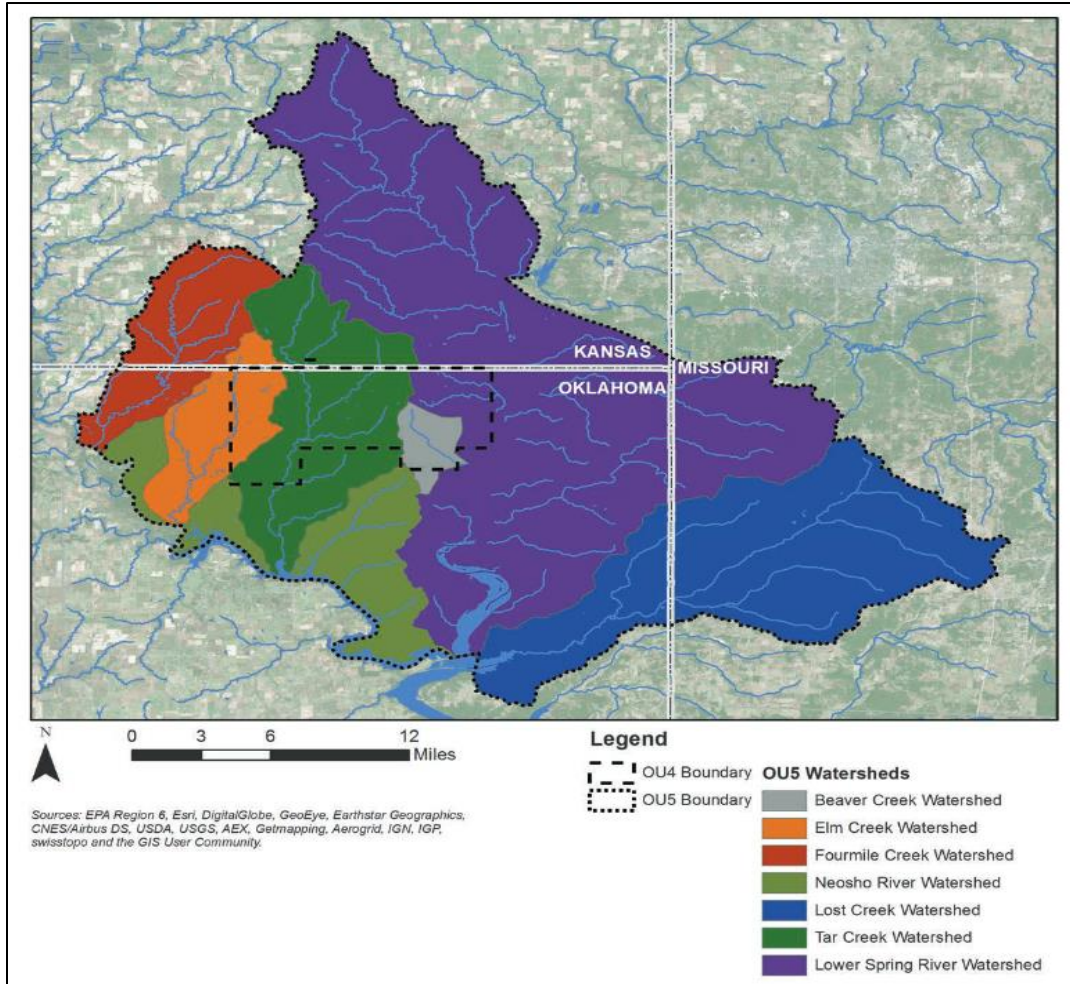 KANSAS
MISSOURI
OKLAHOMA
N
0 3 6 12
Miles
Sources: EPA Region 6, Esri, DigitalGlobe, GeoEye, Earthstar Geographics,
CNES/Airbus DS, USDA, USGS, AEX, Getmapping, Aerogrid, IGN, IGP,
swisstopo and the GIS User Community.
Legend
OU4 Boundary
OU5 Boundary
OU5 Watersheds
Beaver Creek Watershed
Elm Creek Watershed
Fourmile Creek Watershed
Neosho River Watershed
Lost Creek Watershed
Tar Creek Watershed
Lower Spring River Watershed